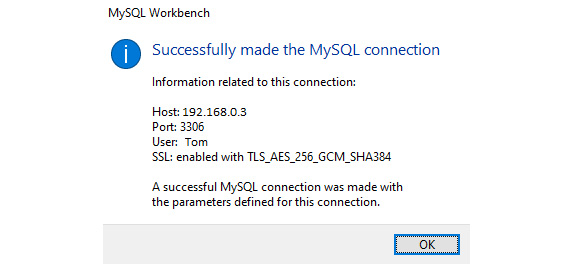 MySQL Workbench
Successfully made the MySQL connection
Information related to this connection:
Host: 192.168.0.3
Port: 3306
User: Tom
SSL: enabled with TLS_AES_256_GCM_SHA384
A successful MySQL connection was made with
the parameters defined for this connection.
OK